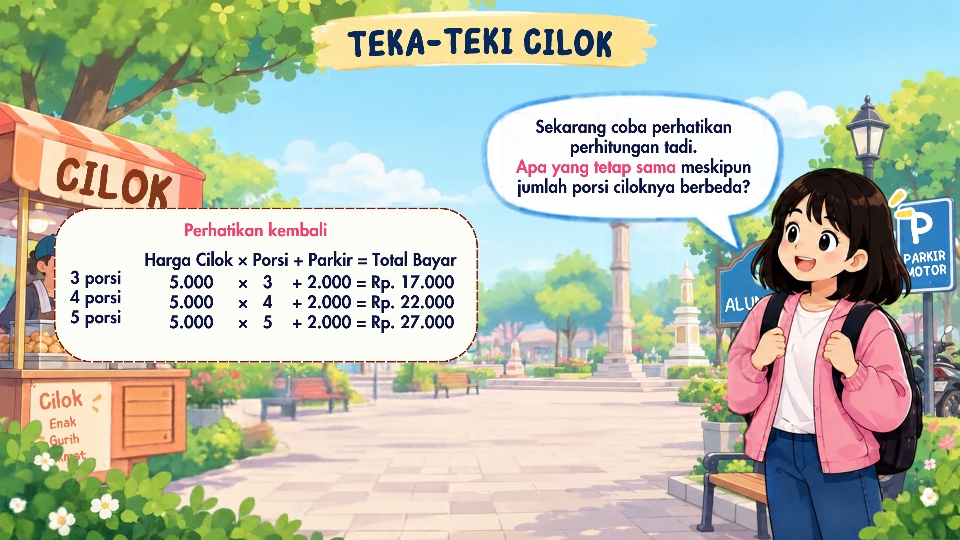 TEKA-TEKI CILOK
Sekarang coba perhatikan
perhitungan tadi.
Apa yang tetap sama meskipun
jumlah porsi ciloknya berbeda?
CILOK
Perhatikan kembali
Harga Cilok × Porsi + Parkir = Total Bayar
3 porsi 5.000 × 3 + 2.000 = Rp. 17.000
4 porsi 5.000 × 4 + 2.000 = Rp. 22.000
5 porsi 5.000 × 5 + 2.000 = Rp. 27.000
P
PARKIR
MOTOR
Cilok
Enak
Gurih